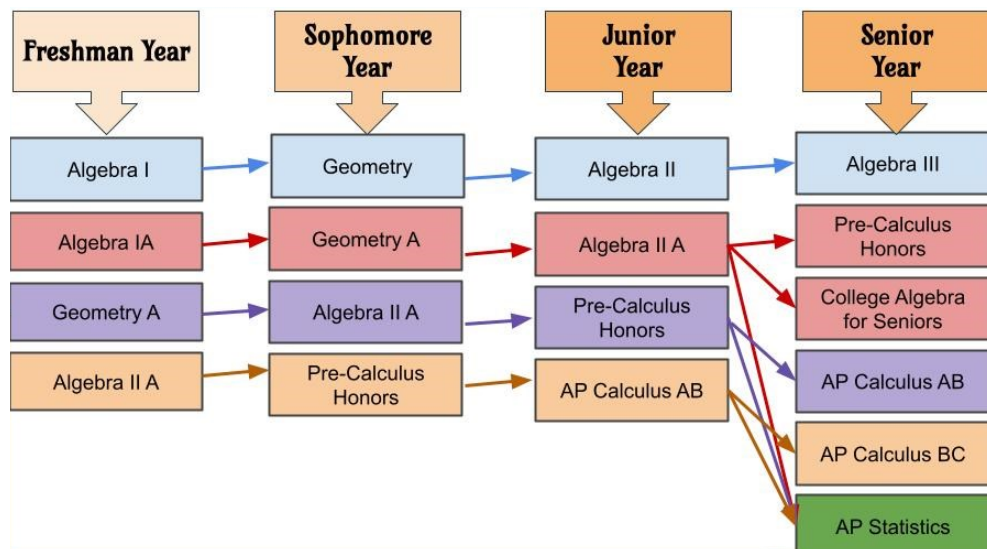 Freshman Year
Sophomore
Year
Junior
Year
Senior
Year
Algebra I
Geometry
Algebra II
Algebra III
Algebra IA
Geometry A
Algebra II A
Pre-Calculus
Honors
College Algebra
for Seniors
Geometry A
Algebra II A
Pre-Calculus
Honors
AP Calculus AB
Algebra II A
Pre-Calculus
Honors
AP Calculus AB
AP Calculus BC
AP Statistics